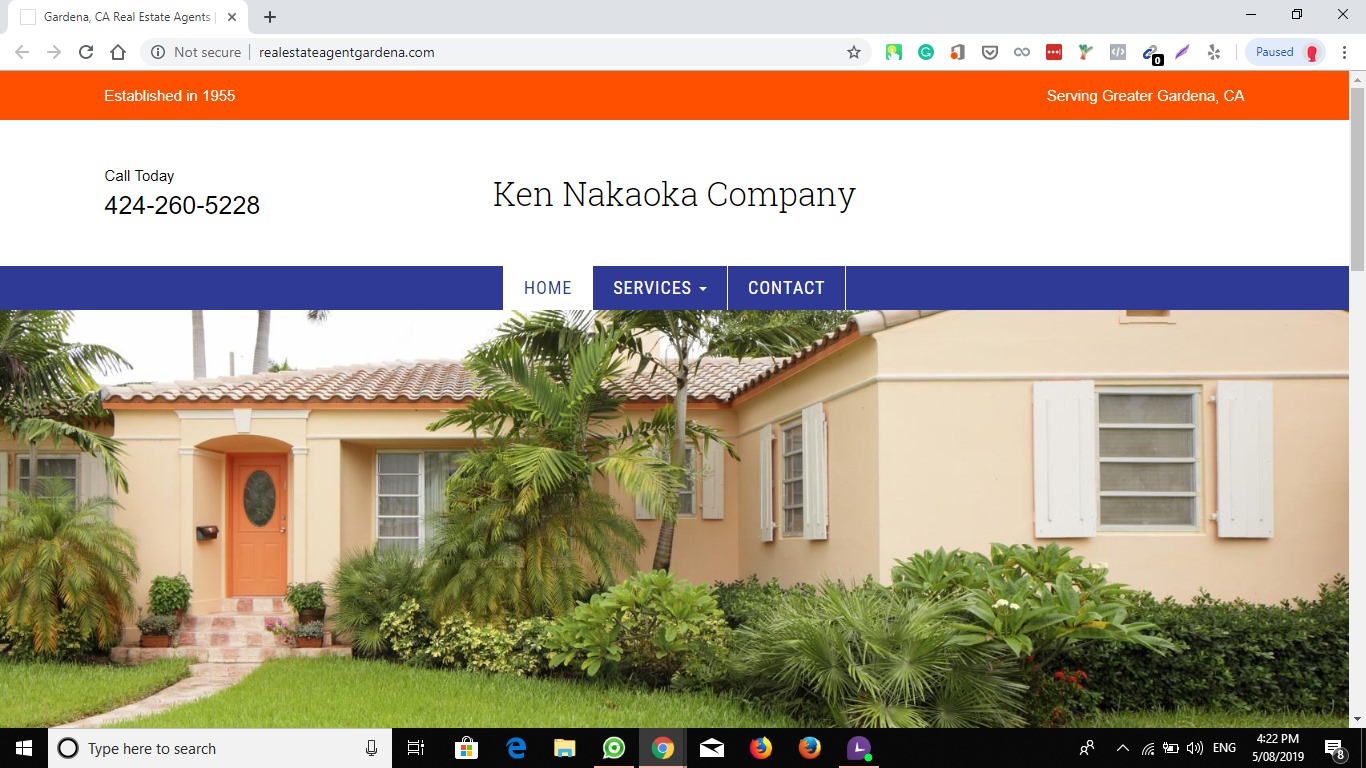 Gardena, CA Real Estate Agents |
Not secure
realestateagentgardena.com
0
Paused
Established in 1955
Serving Greater Gardena, CA
Call Today
424-260-5228
Ken Nakaoka Company
HOME
SERVICES
CONTACT
Type here to search
ENG
4:22 PM
5/08/2019
8